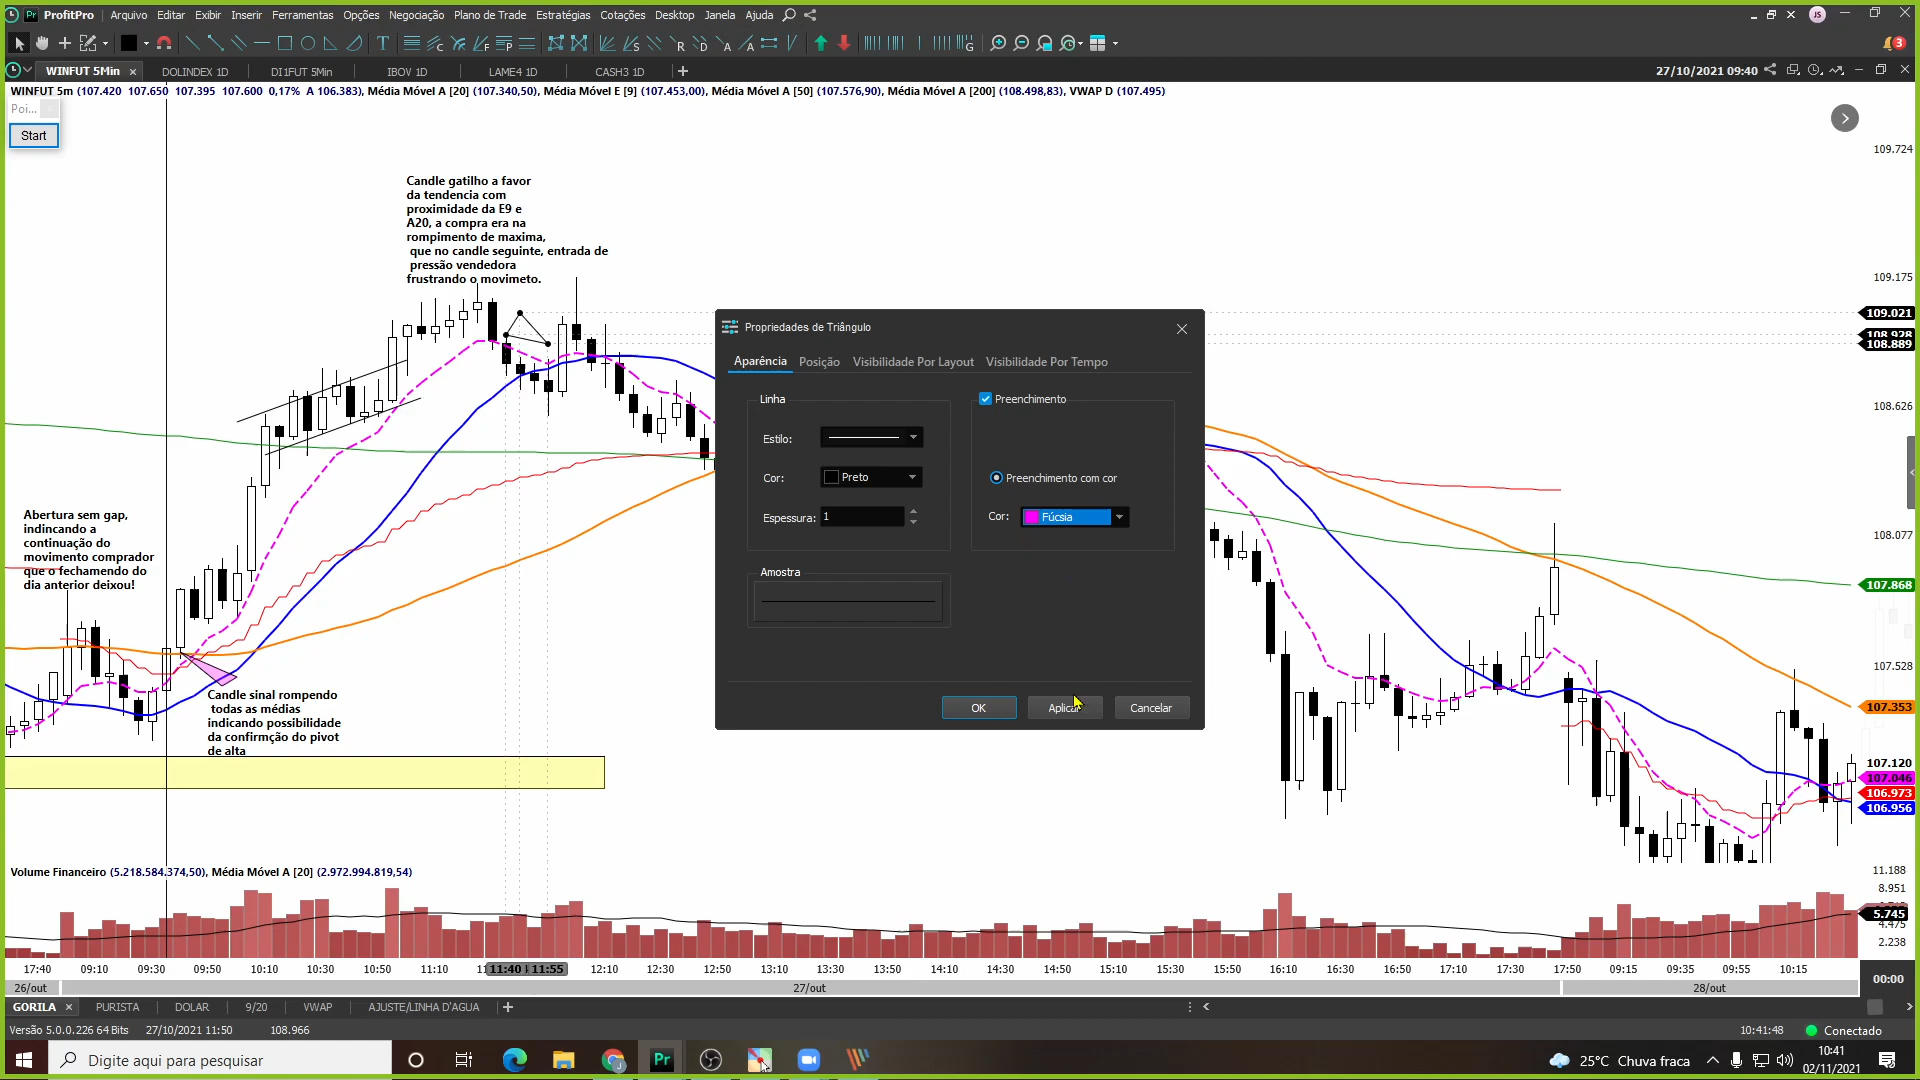 ProfitPro Arquivo Editar Exibir Inserir Ferramentas Opções Negociação Plano de Trade Estratégias Cotações Desktop Janela Ajuda JS
3
WINFUT 5Min DOLINDEX 1D DI1FUT 5Min IBOV 1D LAME4 1D CASH3 1D 27/10/2021 09:40
WINFUT 5m (107.420 107.650 107.395 107.600 0,17% A 106.383), Média Móvel A [20] (107.340,50), Média Móvel E [9] (107.453,00), Média Móvel A [50] (107.576,90), Média Móvel A [200] (108.498,83), VWAP D (107.495)
Poi...
Start
109.724
109.175
109.021
108.928
108.889
108.626
108.077
107.868
107.528
107.353
107.120
107.046
106.973
106.956
Candle gatilho a favor
da tendencia com
proximidade da E9 e
A20, a compra era na
rompimento de maxima,
que no candle seguinte, entrada de
pressão vendedora
frustrando o movimeto.
Abertura sem gap,
indincando a
continuação do
movimento comprador
que o fechamendo do
dia anterior deixou!
Candle sinal rompendo
todas as médias
indicando possibilidade
da confirmção do pivot
de alta
Propriedades de Triângulo
Aparência Posição Visibilidade Por Layout Visibilidade Por Tempo
Linha
Estilo:
Cor: Preto
Espessura: 1
Preenchimento
Preenchimento com cor
Cor: Fúcsia
Amostra
OK Aplicar Cancelar
Volume Financeiro (5.218.584.374,50), Média Móvel A [20] (2.972.994.819,54)
11.188
8.951
5.745
4.475
2.238
17:40 09:10 09:30 09:50 10:10 10:30 10:50 11:10 11:40 11:55 12:10 12:30 12:50 13:10 13:30 13:50 14:10 14:30 14:50 15:10 15:30 15:50 16:10 16:30 16:50 17:10 17:30 17:50 09:15 09:35 09:55 10:15 00:00
26/out 27/out 28/out
GORILA PURISTA DOLAR 9/20 VWAP AJUSTE/LINHA D'AGUA
Versão 5.0.0.226 64 Bits 27/10/2021 11:50 108.966 10:41:48 Conectado
Digite aqui para pesquisar
Pr
25°C Chuva fraca
10:41
02/11/2021